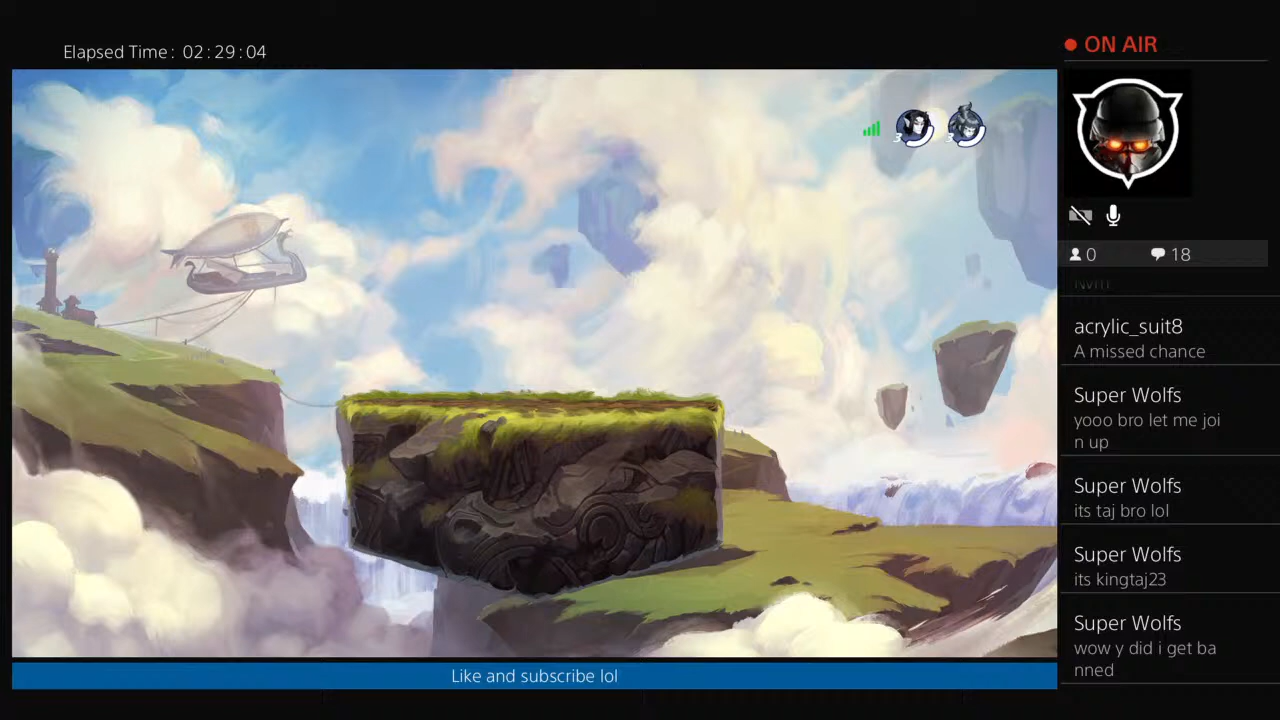 Elapsed Time: 02:29:04
ON AIR
3
3
0
18
acrylic_suit8
A missed chance
Super Wolfs
yooo bro let me joi
n up
Super Wolfs
its taj bro lol
Super Wolfs
its kingtaj23
Super Wolfs
wow y did i get ba
nned
Like and subscribe lol